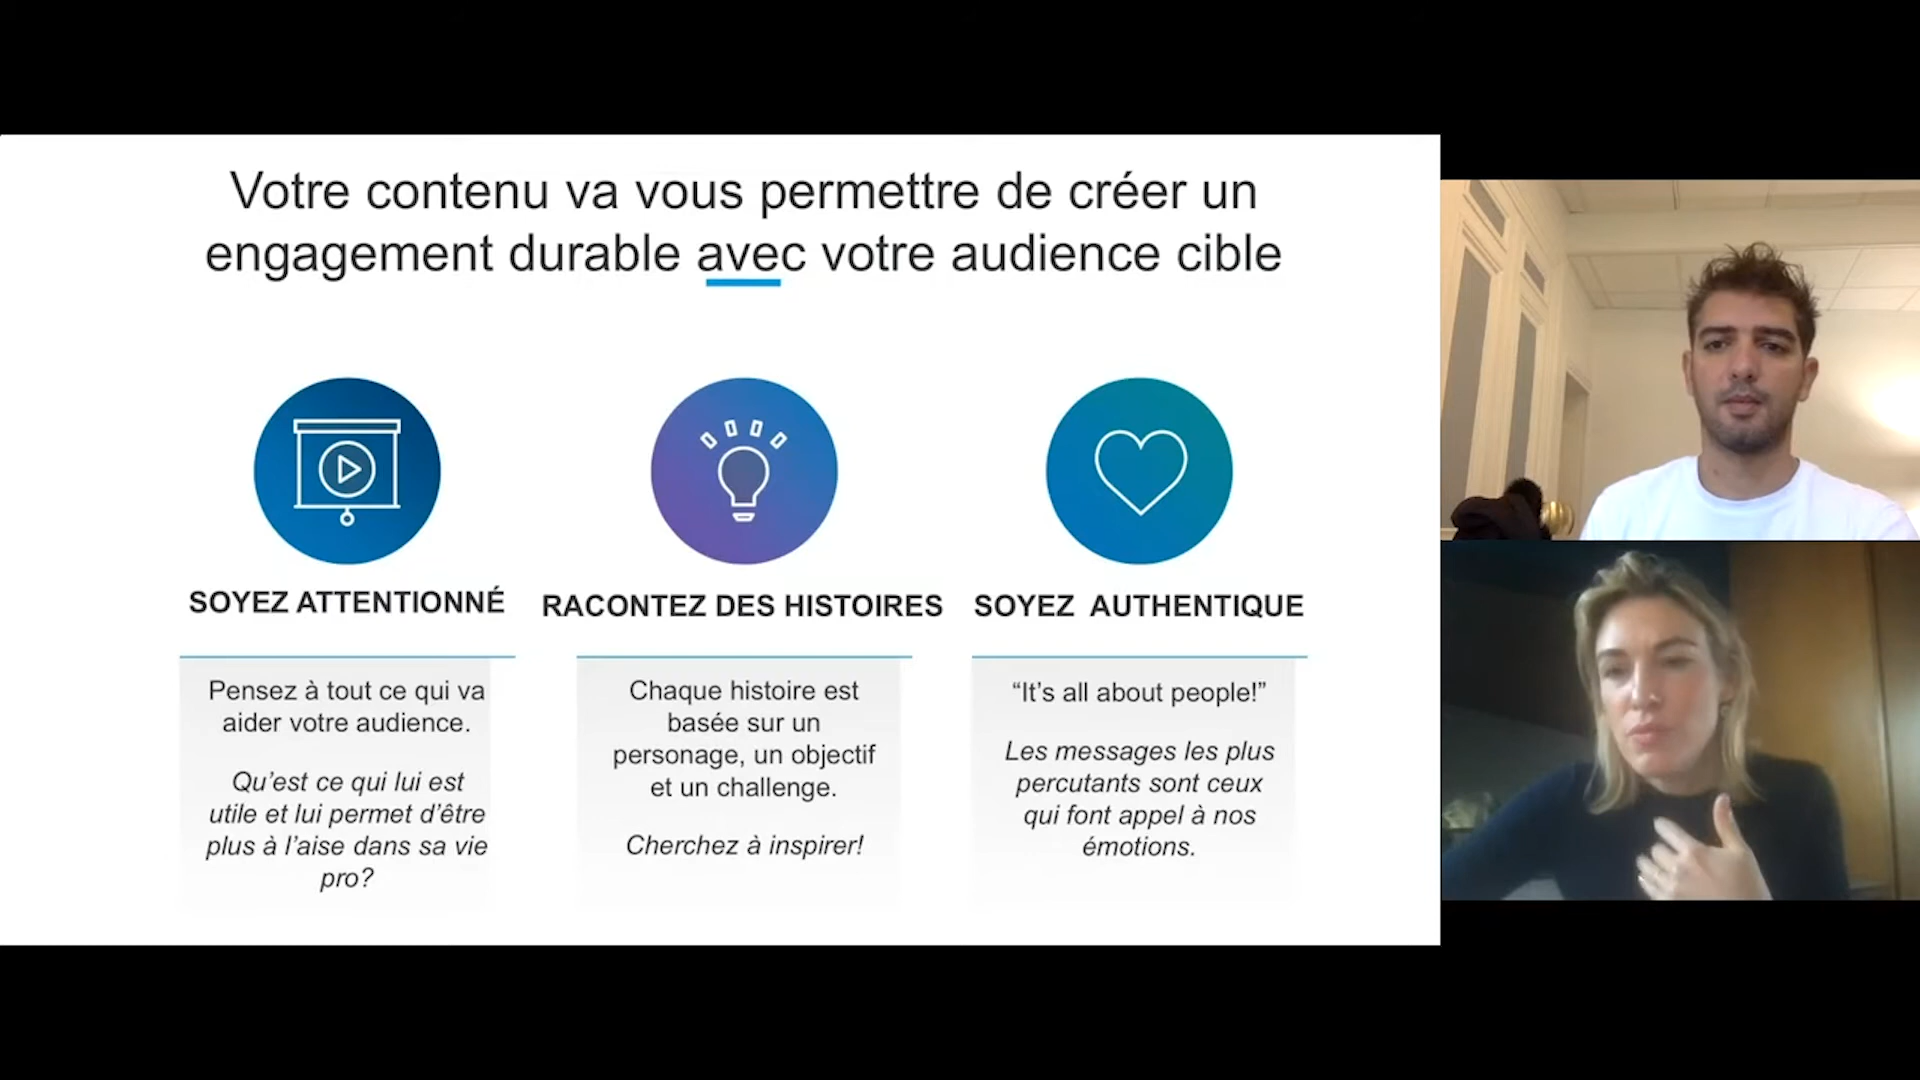 Votre contenu va vous permettre de créer un
engagement durable avec votre audience cible
SOYEZ ATTENTIONNÉ
Pensez à tout ce qui va
aider votre audience.
Qu’est ce qui lui est
utile et lui permet d’être
plus à l’aise dans sa vie
pro?
RACONTEZ DES HISTOIRES
Chaque histoire est
basée sur un
personage, un objectif
et un challenge.
Cherchez à inspirer!
SOYEZ AUTHENTIQUE
“It’s all about people!”
Les messages les plus
percutants sont ceux
qui font appel à nos
émotions.